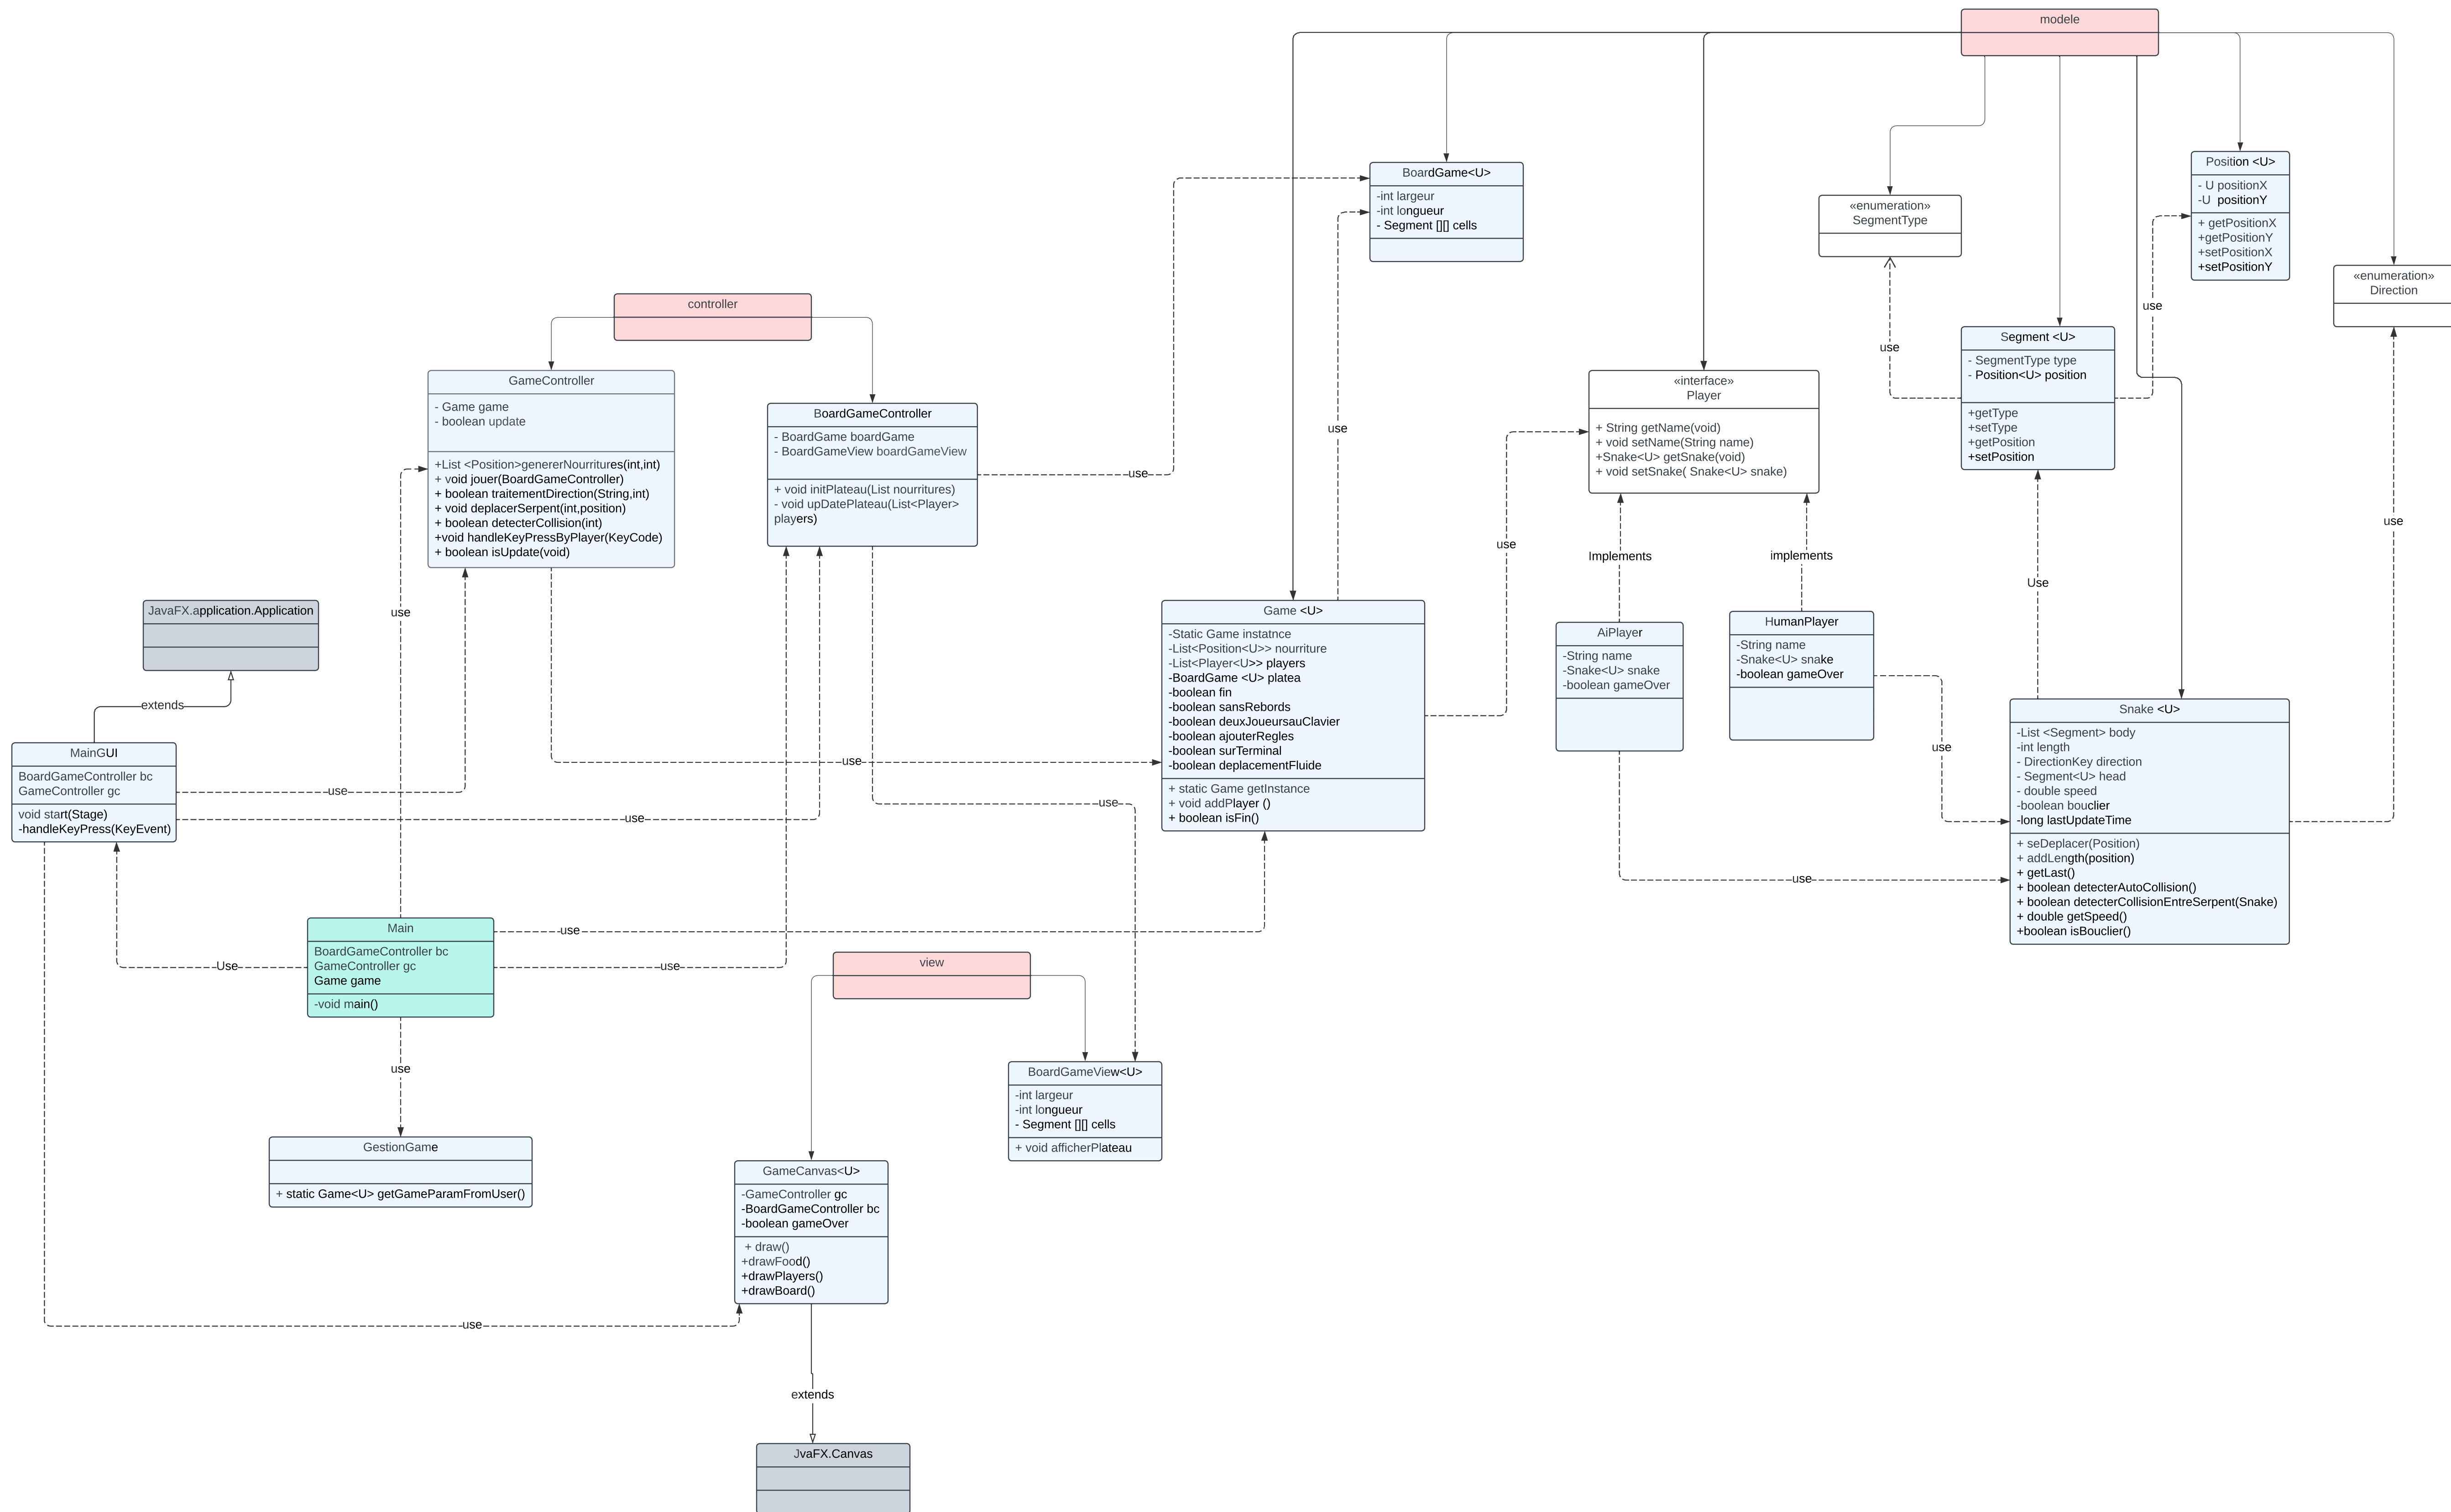 modele
BoardGame<U>
-int largeur
-int longueur
- Segment [][] cells
Position <U>
- U positionX
-U  positionY
+ getPositionX
+getPositionY
+setPositionX
+setPositionY
«enumeration»
SegmentType
«enumeration»
Direction
use
use
Segment <U>
- SegmentType type
- Position<U> position
+getType
+setType
+getPosition
+setPosition
controller
GameController
- Game game
- boolean update
+List <Position>genererNourritures(int,int)
+ void jouer(BoardGameController)
+ boolean traitementDirection(String,int)
+ void deplacerSerpent(int,position)
+ boolean detecterCollision(int)
+void handleKeyPressByPlayer(KeyCode)
+ boolean isUpdate(void)
BoardGameController
- BoardGame boardGame
- BoardGameView boardGameView
+ void initPlateau(List nourritures)
- void upDatePlateau(List<Player>
players)
use
use
«interface»
Player
+ String getName(void)
+ void setName(String name)
+Snake<U> getSnake(void)
+ void setSnake( Snake<U> snake)
use
use
Implements
implements
Use
use
JavaFX.application.Application
extends
Game <U>
-Static Game instatnce
-List<Position<U>> nourriture
-List<Player<U>> players
-BoardGame <U> platea
-boolean fin
-boolean sansRebords
-boolean deuxJoueursauClavier
-boolean ajouterRegles
-boolean surTerminal
-boolean deplacementFluide
+ static Game getInstance
+ void addPlayer ()
+ boolean isFin()
AiPlayer
-String name
-Snake<U> snake
-boolean gameOver
HumanPlayer
-String name
-Snake<U> snake
-boolean gameOver
use
use
Snake <U>
-List <Segment> body
-int length
- DirectionKey direction
- Segment<U> head
- double speed
-boolean bouclier
-long lastUpdateTime
+ seDeplacer(Position)
+ addLength(position)
+ getLast()
+ boolean detecterAutoCollision()
+ boolean detecterCollisionEntreSerpent(Snake)
+ double getSpeed()
+boolean isBouclier()
MainGUI
BoardGameController bc
GameController gc
void start(Stage)
-handleKeyPress(KeyEvent)
use
use
use
use
Main
BoardGameController bc
GameController gc
Game game
-void main()
Use
use
use
use
view
BoardGameView<U>
-int largeur
-int longueur
- Segment [][] cells
+ void afficherPlateau
GestionGame
+ static Game<U> getGameParamFromUser()
GameCanvas<U>
-GameController gc
-BoardGameController bc
-boolean gameOver
+ draw()
+drawFood()
+drawPlayers()
+drawBoard()
use
extends
JvaFX.Canvas